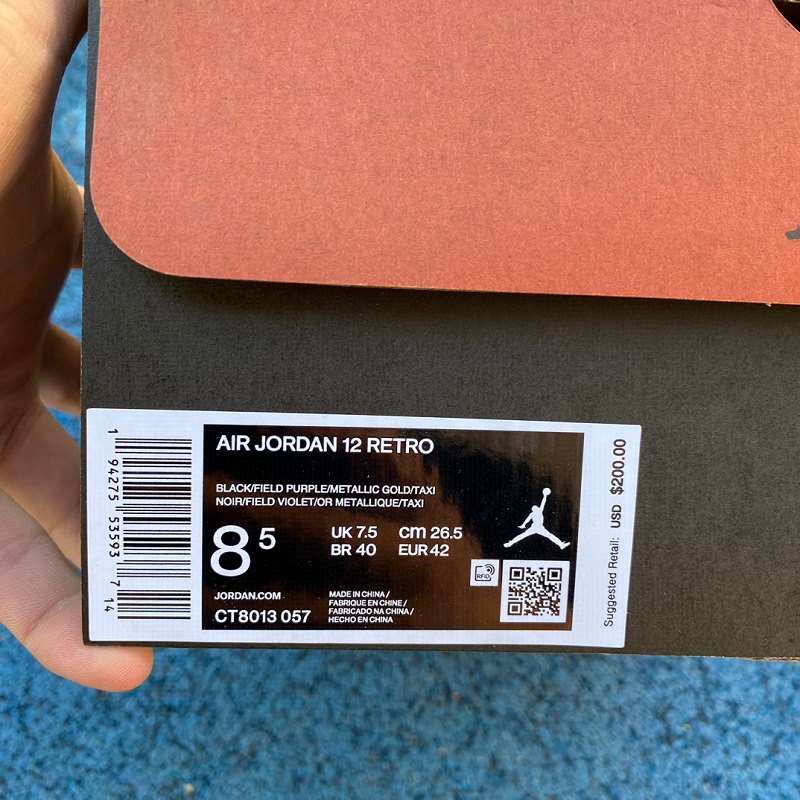 AIR JORDAN 12 RETRO
BLACK/FIELD PURPLE/METALLIC GOLD/TAXI
NOIR/FIELD VIOLET/OR METALLIQUE/TAXI
8 5
UK 7.5 cm 26.5
BR 40 EUR 42
JORDAN.COM
CT8013 057
MADE IN CHINA /
FABRIQUE EN CHINE /
FABRICADO NA CHINA /
HECHO EN CHINA
RFID
1 94275 53593 7 14
Suggested Retail: USD $200.00